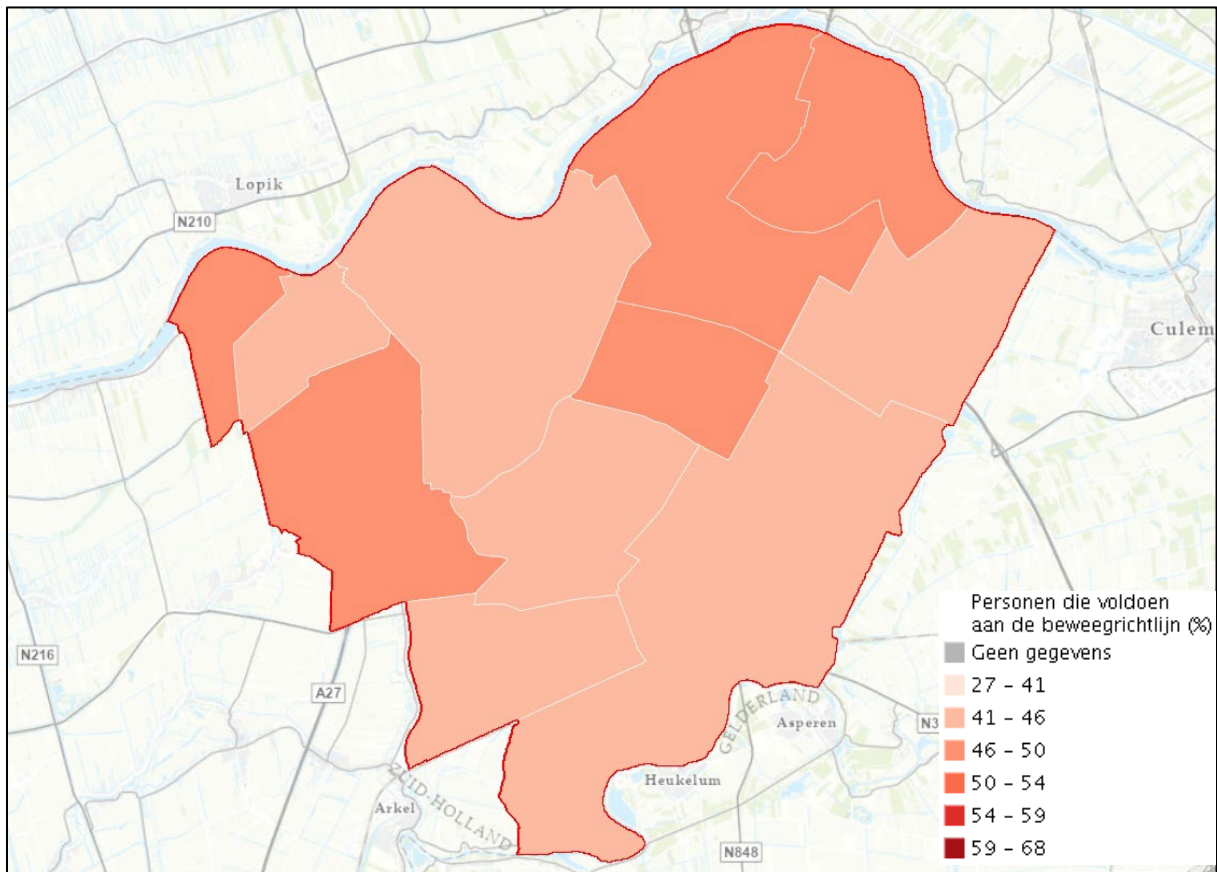 Lopik
N210
Culem
Personen die voldoen
aan de beweegrichtlijn (%)
Geen gegevens
27 – 41
41 – 46
46 – 50
50 – 54
54 – 59
59 – 68
N216
A27
GELDERLAND
Asperen
N3
Heukelum
ZUID-HOLLAND
Arkel
N848